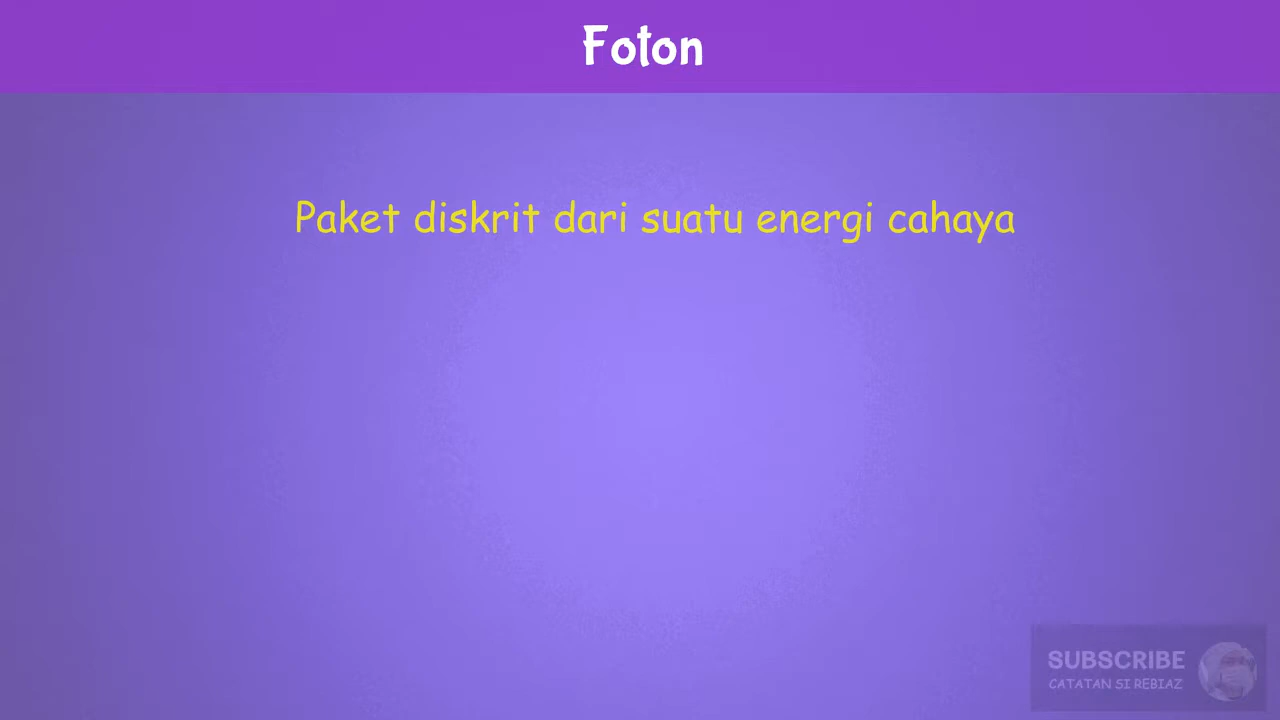 Foton
Paket diskrit dari suatu energi cahaya
SUBSCRIBE
CATATAN SI REBIAZ